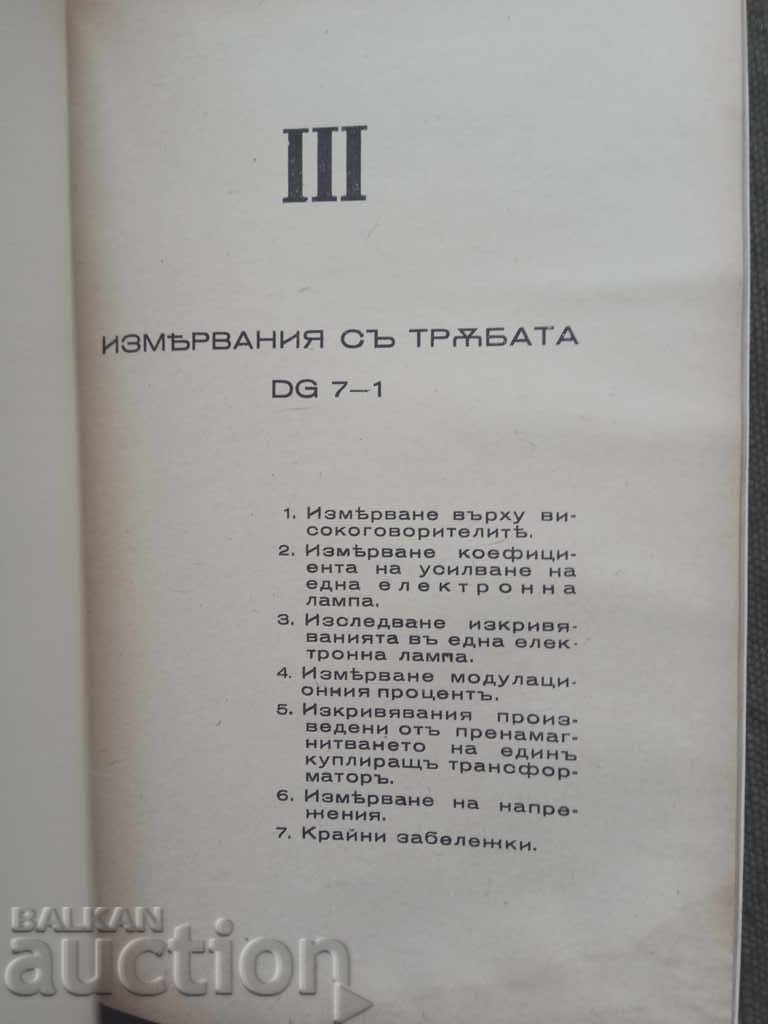 III
ИЗМѢРВАНИЯ СЪ ТРѪБАТА
DG 7–1
1. Измѣрване върху ви-
сокоговорителитѣ.
2. Измѣрване коефици-
ента на усилване на
една електронна
лампа.
3. Изследване изкривя-
ванията въ една елек-
тронна лампа.
4. Измѣрване модулаци-
онния процентъ.
5. Изкривявания произ-
ведени отъ пренамаг-
нитването на единъ
куплиращъ трансфор-
маторъ.
6. Измѣрване на напре-
жения.
7. Крайни забележки.
BALKAN
auction